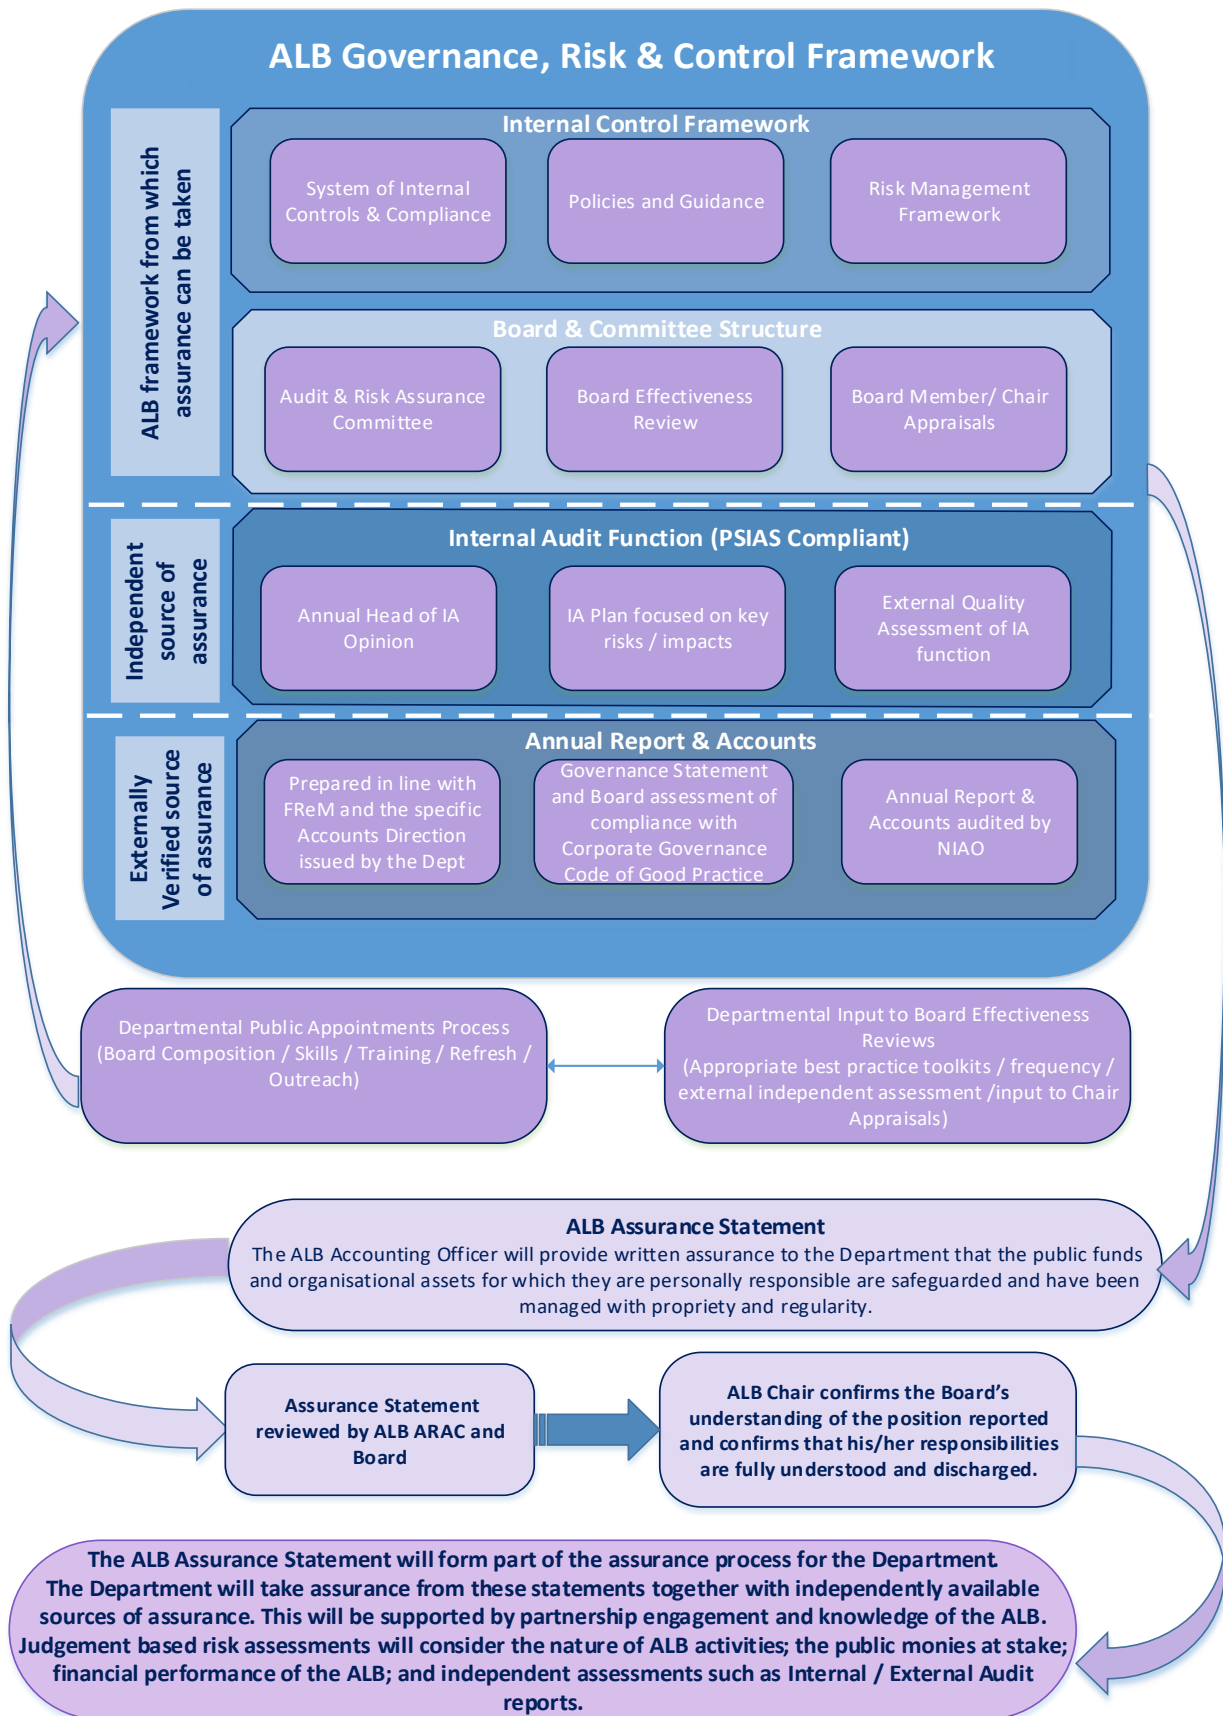 ALB Governance, Risk & Control Framework
ALB framework from which
assurance can be taken
Internal Control Framework
System of Internal
Controls & Compliance
Policies and Guidance
Risk Management
Framework
Board & Committee Structure
Audit & Risk Assurance
Committee
Board Effectiveness
Review
Board Member/ Chair
Appraisals
Independent
source of
assurance
Internal Audit Function (PSIAS Compliant)
Annual Head of IA
Opinion
IA Plan focused on key
risks / impacts
External Quality
Assessment of IA
function
Externally
Verified source
of assurance
Annual Report & Accounts
Prepared in line with
FReM and the specific
Accounts Direction
issued by the Dept
Governance Statement
and Board assessment of
compliance with
Corporate Governance
Code of Good Practice
Annual Report &
Accounts audited by
NIAO
Departmental Public Appointments Process
(Board Composition / Skills / Training / Refresh /
Outreach)
Departmental Input to Board Effectiveness
Reviews
(Appropriate best practice toolkits / frequency /
external independent assessment /input to Chair
Appraisals)
ALB Assurance Statement
The ALB Accounting Officer will provide written assurance to the Department that the public funds
and organisational assets for which they are personally responsible are safeguarded and have been
managed with propriety and regularity.
Assurance Statement
reviewed by ALB ARAC and
Board
ALB Chair confirms the Board’s
understanding of the position reported
and confirms that his/her responsibilities
are fully understood and discharged.
The ALB Assurance Statement will form part of the assurance process for the Department.
The Department will take assurance from these statements together with independently available
sources of assurance. This will be supported by partnership engagement and knowledge of the ALB.
Judgement based risk assessments will consider the nature of ALB activities; the public monies at stake;
financial performance of the ALB; and independent assessments such as Internal / External Audit
reports.